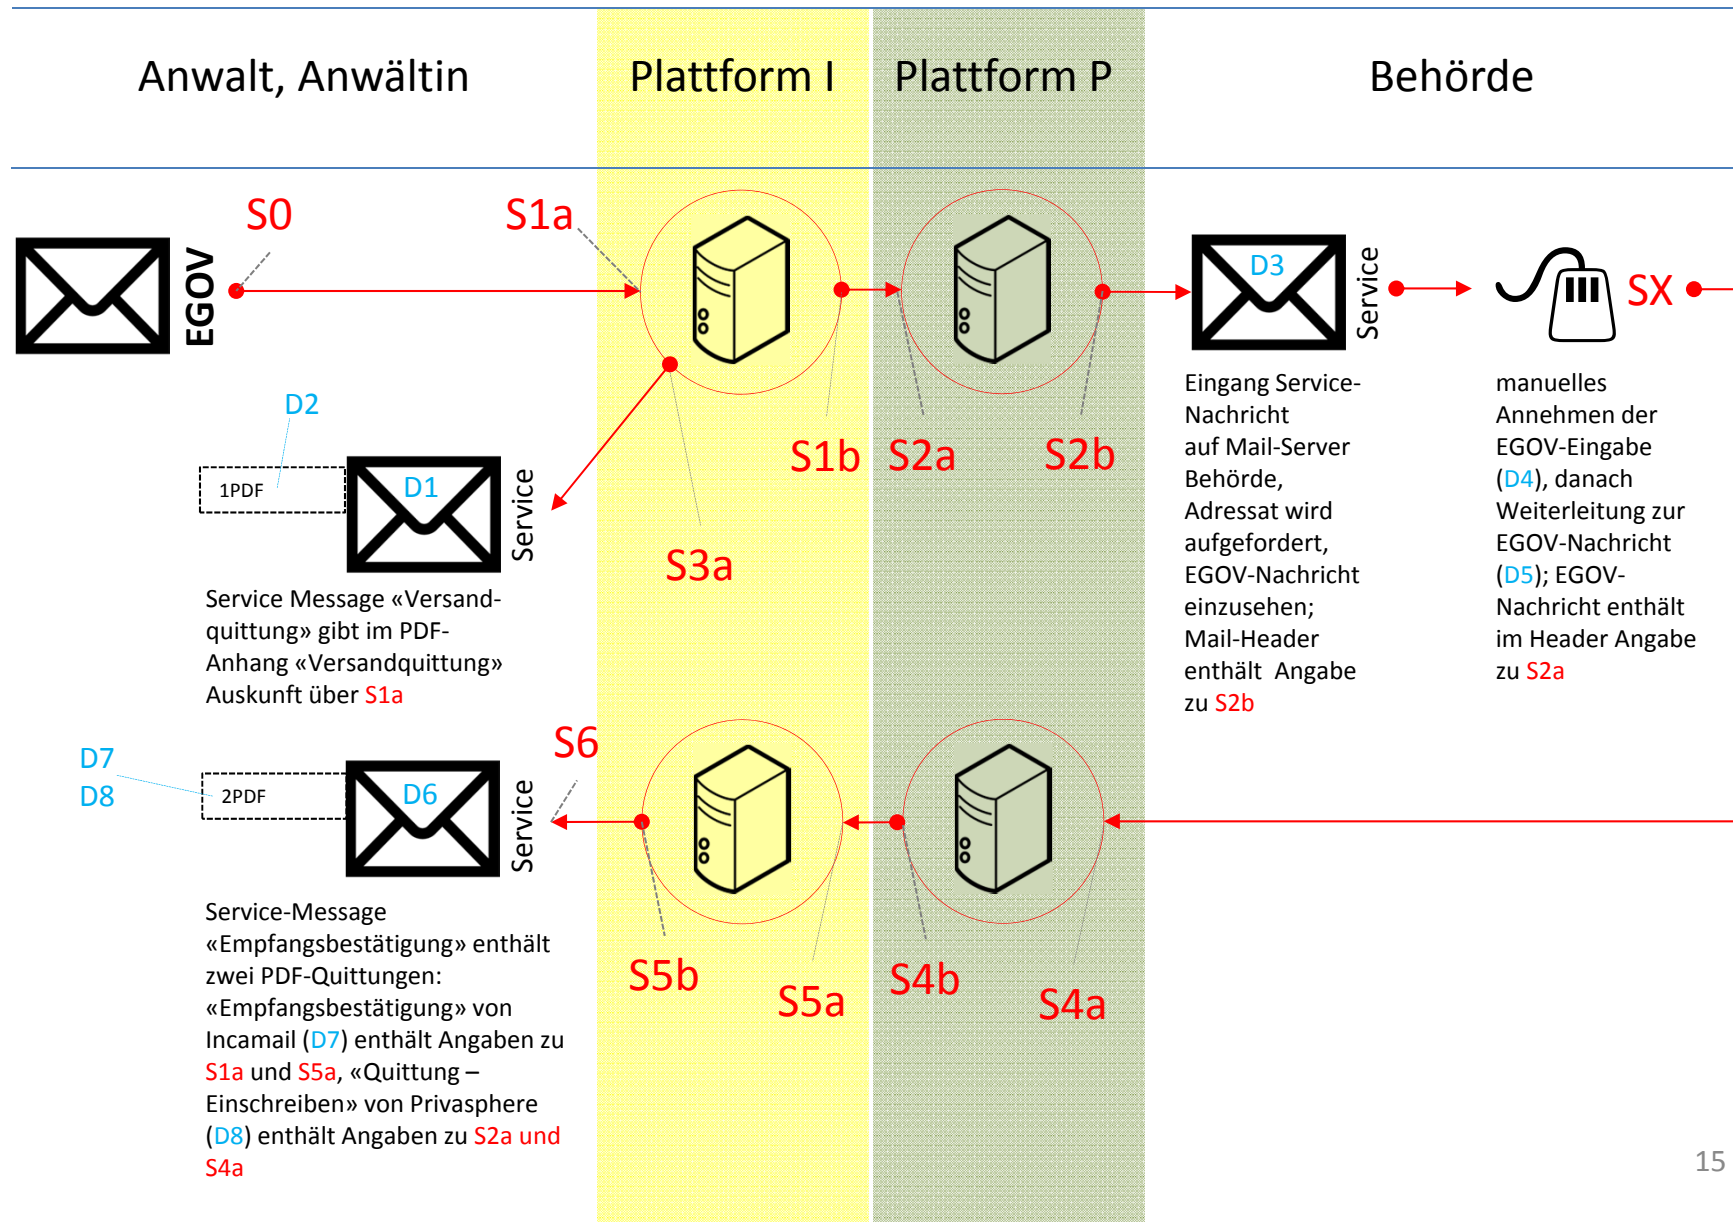 Anwalt, Anwältin
Plattform I
Plattform P
Behörde
S0
S1a
EGOV
D3
Service
SX
S1b
S2a
S2b
D2
1PDF
D1
Service
S3a
Service Message «Versand-
quittung» gibt im PDF-
Anhang «Versandquittung»
Auskunft über S1a
Eingang Service-
Nachricht
auf Mail-Server
Behörde,
Adressat wird
aufgefordert,
EGOV-Nachricht
einzusehen;
Mail-Header
enthält Angabe
zu S2b
manuelles
Annehmen der
EGOV-Eingabe
(D4), danach
Weiterleitung zur
EGOV-Nachricht
(D5); EGOV-
Nachricht enthält
im Header Angabe
zu S2a
D7
D8
2PDF
D6
Service
S6
S5b
S5a
S4b
S4a
Service-Message
«Empfangsbestätigung» enthält
zwei PDF-Quittungen:
«Empfangsbestätigung» von
Incamail (D7) enthält Angaben zu
S1a und S5a, «Quittung –
Einschreiben» von Privasphere
(D8) enthält Angaben zu S2a und
S4a
15